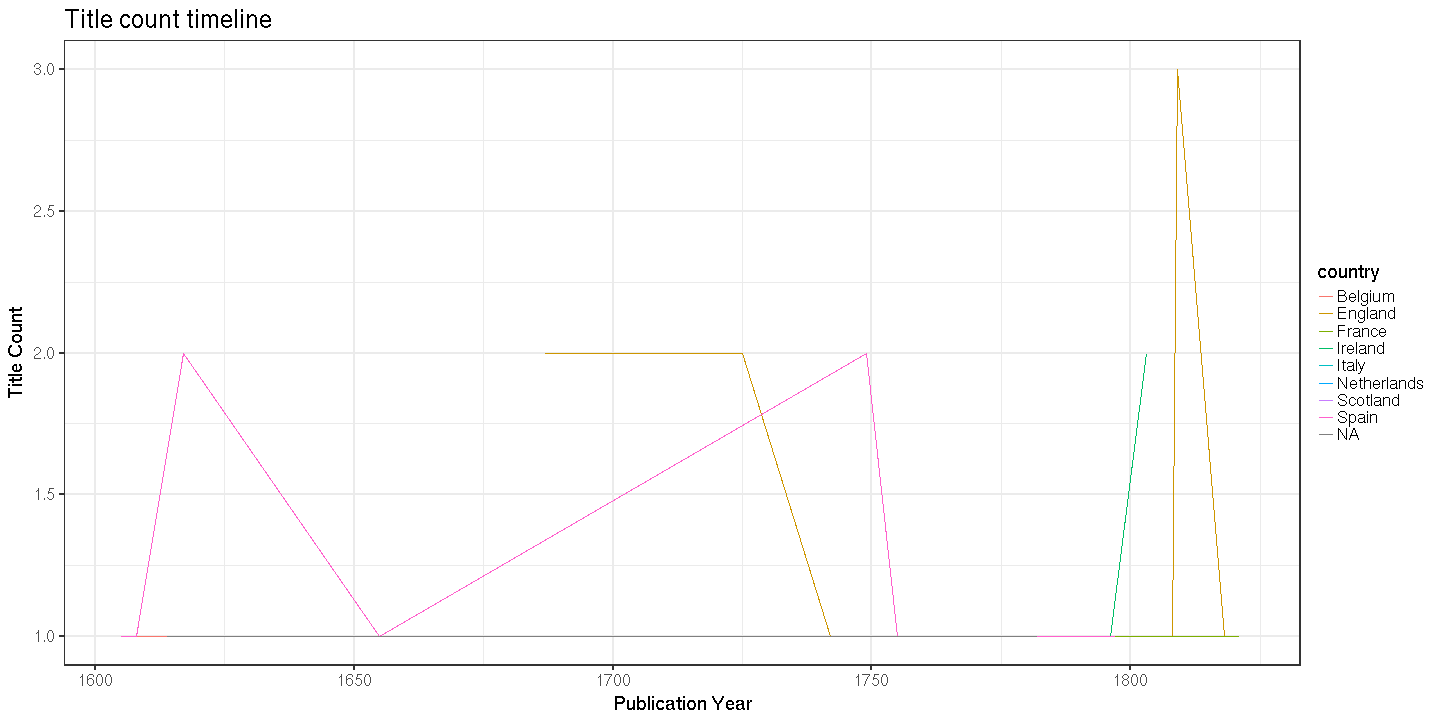 Title count timeline
3.0
2.5
2.0
1.5
1.0
Title Count
1600
1650
1700
1750
1800
Publication Year
country
Belgium
England
France
Ireland
Italy
Netherlands
Scotland
Spain
NA